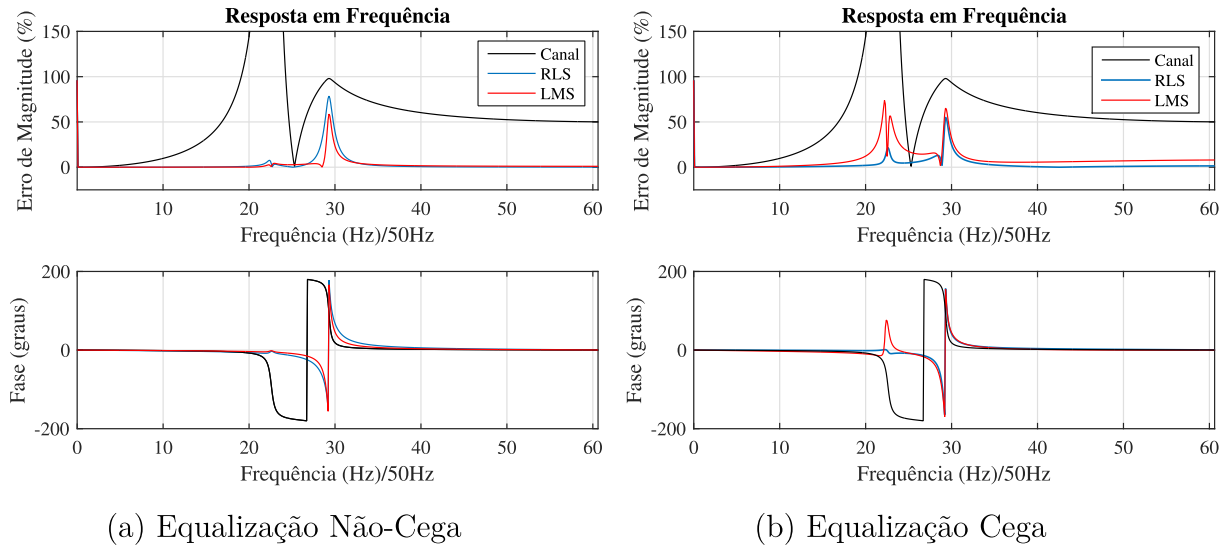 Resposta em Frequência
Erro de Magnitude (%)
150
100
50
0
Canal
RLS
LMS
10 20 30 40 50 60
Frequência (Hz)/50Hz
Fase (graus)
200
0
-200
0 10 20 30 40 50 60
Frequência (Hz)/50Hz
(a) Equalização Não-Cega
Resposta em Frequência
Erro de Magnitude (%)
150
100
50
0
Canal
RLS
LMS
10 20 30 40 50 60
Frequência (Hz)/50Hz
Fase (graus)
200
0
-200
0 10 20 30 40 50 60
Frequência (Hz)/50Hz
(b) Equalização Cega